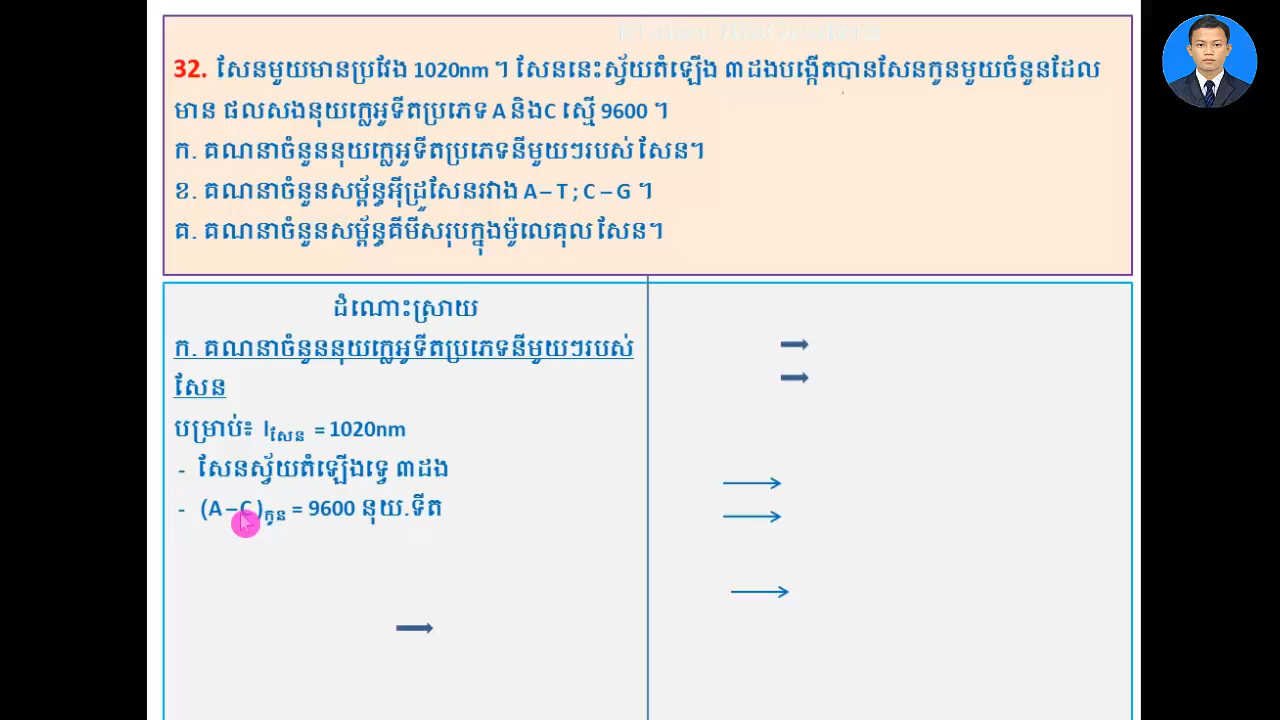 32. សែនមួយមានប្រវែង 1020nm ។ សែននេះស្វ័យតំឡើង ៣ដងបង្កើតបានសែនកូនមួយចំនួនដែល
មាន ផលសងនុយក្លេអូទីតប្រភេទ A និងC ស្មើ 9600 ។
ក. គណនាចំនួននុយក្លេអូទីតប្រភេទនីមួយៗរបស់ សែន។
ខ. គណនាចំនួនសម្ព័ន្ធអ៊ីដ្រូសែនរវាង A – T ; C – G ។
គ. គណនាចំនួនសម្ព័ន្ធគីមីសរុបក្នុងម៉ូលេគុល សែន។
ដំណោះស្រាយ
ក. គណនាចំនួននុយក្លេអូទីតប្រភេទនីមួយៗរបស់
សែន
បម្រាប់៖ lសែន = 1020nm
- សែនស្វ័យតំឡើងទ្វេ ៣ដង
- (A –C)កូន = 9600 នុយ.ទីត